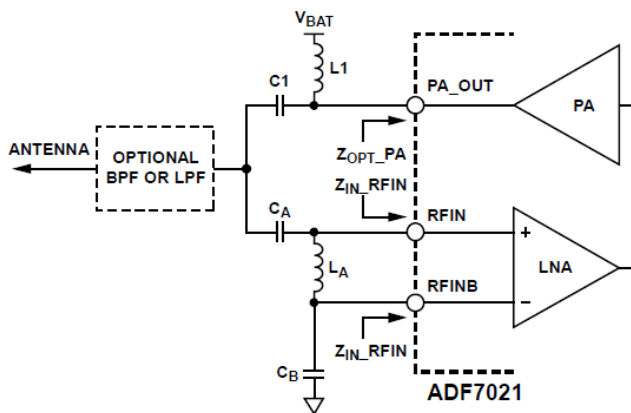 VBAT
L1
C1
PA_OUT
PA
ZOPT_PA
ANTENNA
OPTIONAL
BPF OR LPF
ZIN_RFIN
CA
RFIN
+
LA
LNA
RFINB
−
ZIN_RFIN
CB
ADF7021